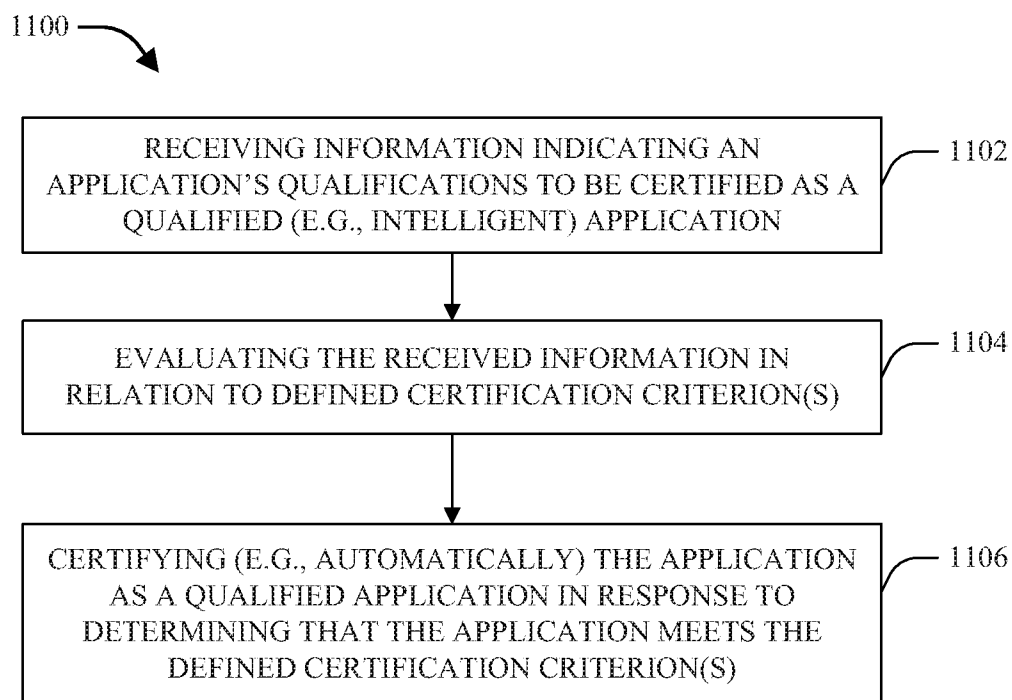 1100
RECEIVING INFORMATION INDICATING AN
APPLICATION'S QUALIFICATIONS TO BE CERTIFIED AS A
QUALIFIED (E.G., INTELLIGENT) APPLICATION
1102
EVALUATING THE RECEIVED INFORMATION IN
RELATION TO DEFINED CERTIFICATION CRITERION(S)
1104
CERTIFYING (E.G., AUTOMATICALLY) THE APPLICATION
AS A QUALIFIED APPLICATION IN RESPONSE TO
DETERMINING THAT THE APPLICATION MEETS THE
DEFINED CERTIFICATION CRITERION(S)
1106